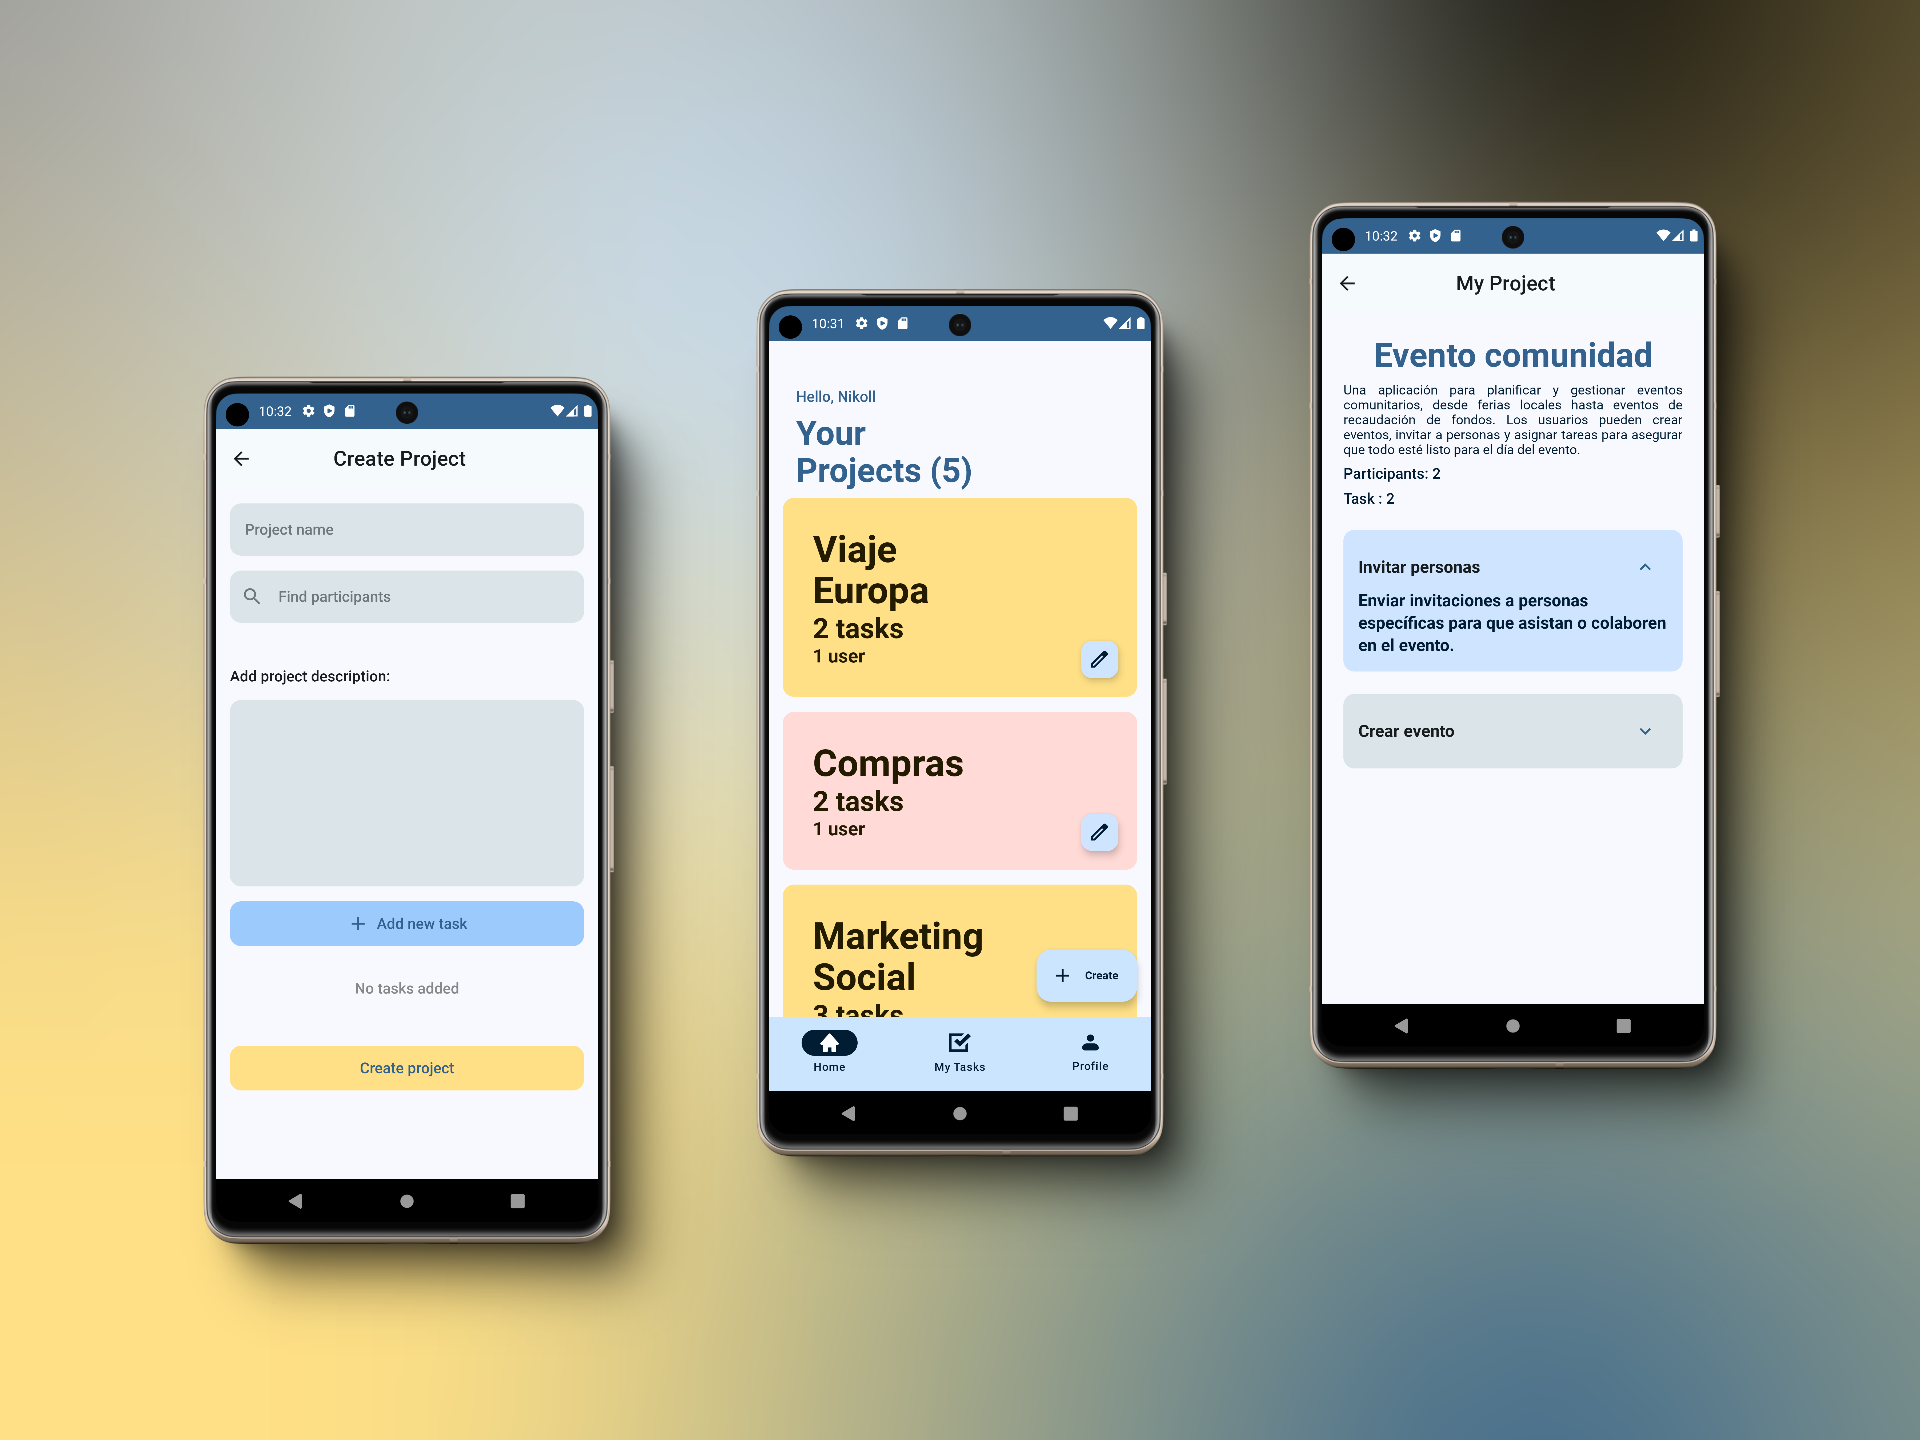 10:32
Create Project
Project name
Find participants
Add project description:
Add new task
No tasks added
Create project
10:31
Hello, Nikoll
Your
Projects (5)
Viaje
Europa
2 tasks
1 user
Compras
2 tasks
1 user
Marketing
Social
3 tasks
Create
Home
My Tasks
Profile
10:32
My Project
Evento comunidad
Una aplicación para planificar y gestionar eventos
comunitarios, desde ferias locales hasta eventos de
recaudación de fondos. Los usuarios pueden crear
eventos, invitar a personas y asignar tareas para asegurar
que todo esté listo para el día del evento.
Participants: 2
Task : 2
Invitar personas
Enviar invitaciones a personas
específicas para que asistan o colaboren
en el evento.
Crear evento